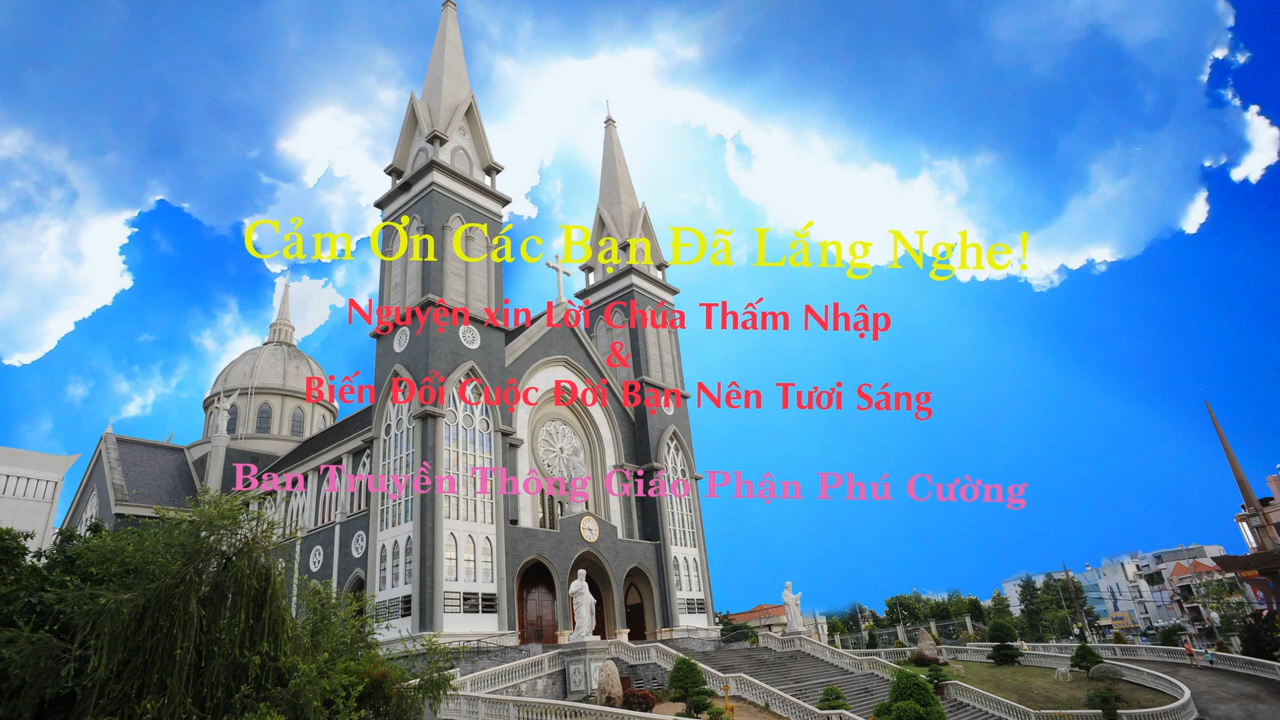 Cảm Ơn Các Bạn Đã Lắng Nghe!
Nguyện xin Lời Chúa Thấm Nhập
&
Biến Đổi Cuộc Đời Bạn Nên Tươi Sáng
Ban Truyền Thông Giáo Phận Phú Cường